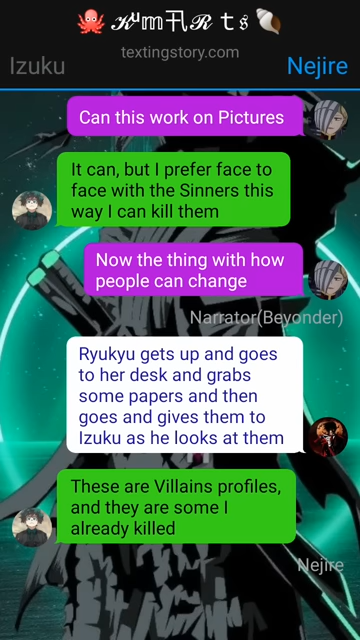 🐙 𝒦ᵘ𝕞卂𝓡 𝚝𝔰 🐚
textingstory.com
Izuku
Nejire
Can this work on Pictures
It can, but I prefer face to
face with the Sinners this
way I can kill them
Now the thing with how
people can change
Narrator(Beyonder)
Ryukyu gets up and goes
to her desk and grabs
some papers and then
goes and gives them to
Izuku as he looks at them
These are Villains profiles,
and they are some I
already killed
Nejire